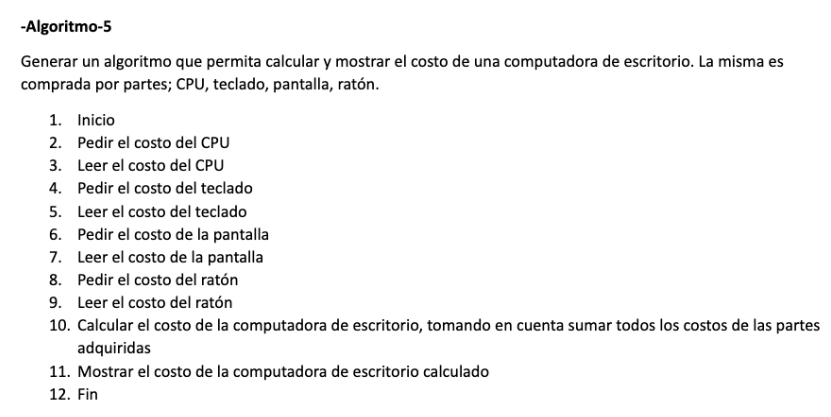 -Algoritmo-5
Generar un algoritmo que permita calcular y mostrar el costo de una computadora de escritorio. La misma es
comprada por partes; CPU, teclado, pantalla, ratón.
1. Inicio
2. Pedir el costo del CPU
3. Leer el costo del CPU
4. Pedir el costo del teclado
5. Leer el costo del teclado
6. Pedir el costo de la pantalla
7. Leer el costo de la pantalla
8. Pedir el costo del ratón
9. Leer el costo del ratón
10. Calcular el costo de la computadora de escritorio, tomando en cuenta sumar todos los costos de las partes
adquiridas
11. Mostrar el costo de la computadora de escritorio calculado
12. Fin